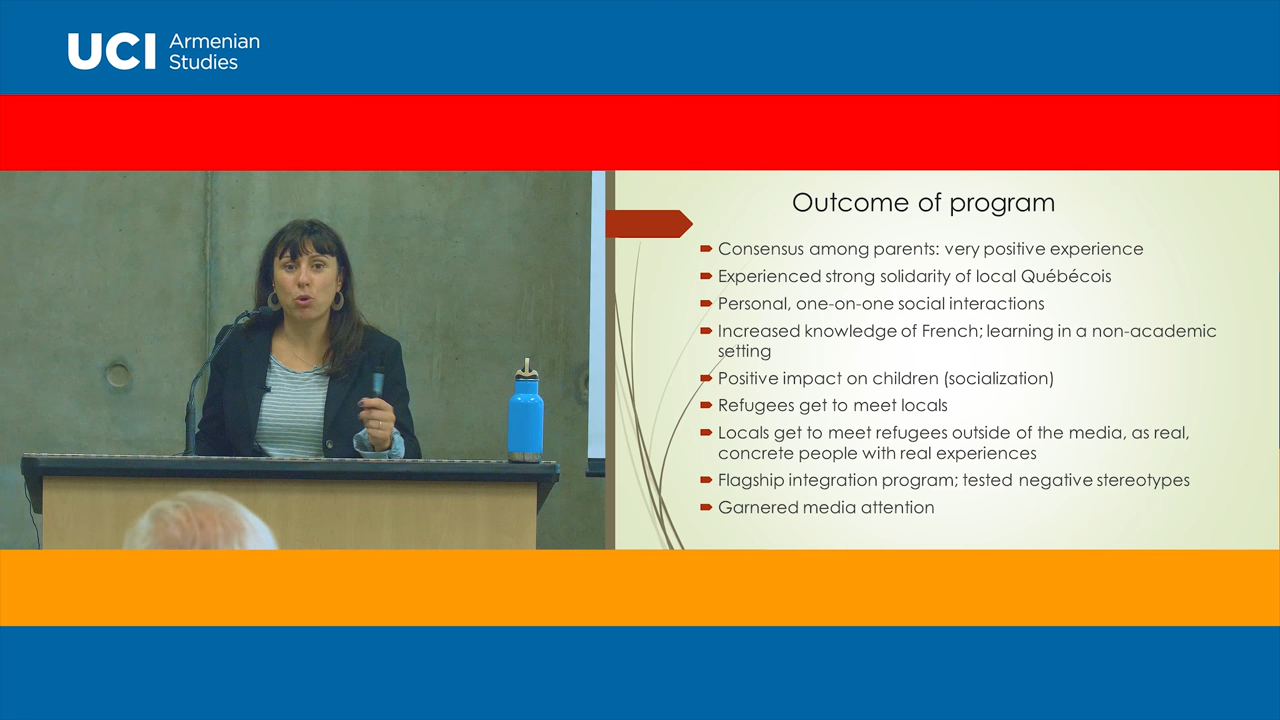 UCI Armenian
Studies
Outcome of program
Consensus among parents: very positive experience
Experienced strong solidarity of local Québécois
Personal, one-on-one social interactions
Increased knowledge of French; learning in a non-academic
setting
Positive impact on children (socialization)
Refugees get to meet locals
Locals get to meet refugees outside of the media, as real,
concrete people with real experiences
Flagship integration program; tested negative stereotypes
Garnered media attention